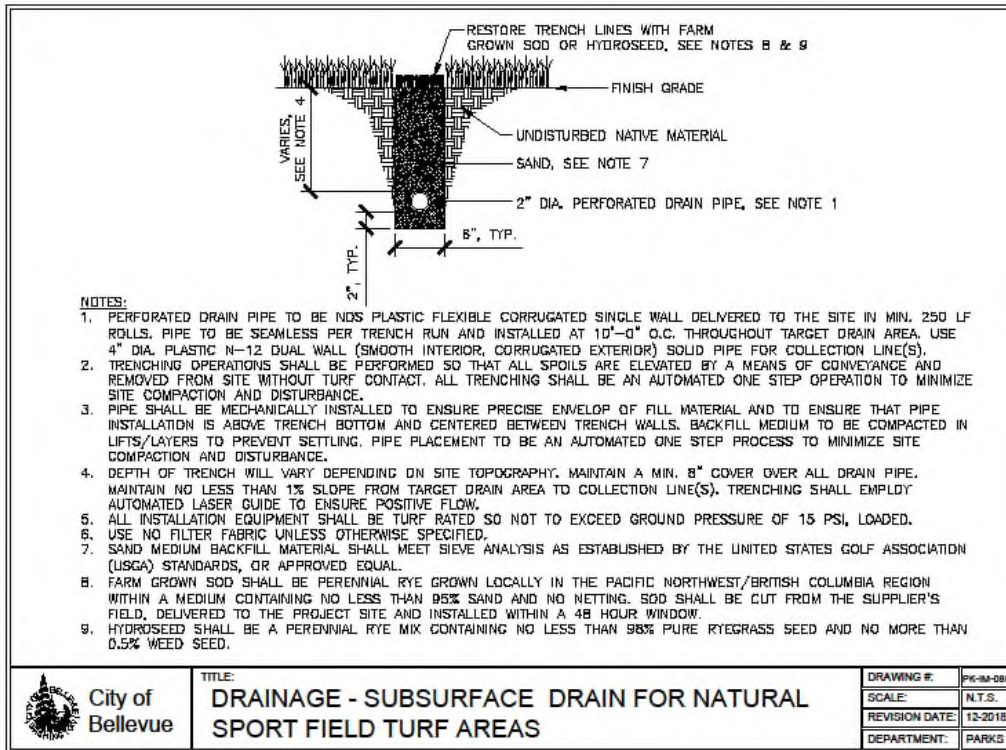 RESTORE TRENCH LINES WITH FARM
GROWN SOD OR HYDROSEED, SEE NOTES 8 & 9
FINISH GRADE
VARIES,
SEE NOTE 4
UNDISTURBED NATIVE MATERIAL
SAND, SEE NOTE 7
2" DIA. PERFORATED DRAIN PIPE, SEE NOTE 1
6", TYP.
2", TYP.
NOTES:
1. PERFORATED DRAIN PIPE TO BE NDS PLASTIC FLEXIBLE CORRUGATED SINGLE WALL DELIVERED TO THE SITE IN MIN. 250 LF
ROLLS. PIPE TO BE SEAMLESS PER TRENCH RUN AND INSTALLED AT 10'-0" O.C. THROUGHOUT TARGET DRAIN AREA. USE
4" DIA. PLASTIC N-12 DUAL WALL (SMOOTH INTERIOR, CORRUGATED EXTERIOR) SOLID PIPE FOR COLLECTION LINE(S).
2. TRENCHING OPERATIONS SHALL BE PERFORMED SO THAT ALL SPOILS ARE ELEVATED BY A MEANS OF CONVEYANCE AND
REMOVED FROM SITE WITHOUT TURF CONTACT. ALL TRENCHING SHALL BE AN AUTOMATED ONE STEP OPERATION TO MINIMIZE
SITE COMPACTION AND DISTURBANCE.
3. PIPE SHALL BE MECHANICALLY INSTALLED TO ENSURE PRECISE ENVELOP OF FILL MATERIAL AND TO ENSURE THAT PIPE
INSTALLATION IS ABOVE TRENCH BOTTOM AND CENTERED BETWEEN TRENCH WALLS. BACKFILL MEDIUM TO BE COMPACTED IN
LIFTS/LAYERS TO PREVENT SETTLING. PIPE PLACEMENT TO BE AN AUTOMATED ONE STEP PROCESS TO MINIMIZE SITE
COMPACTION AND DISTURBANCE.
4. DEPTH OF TRENCH WILL VARY DEPENDING ON SITE TOPOGRAPHY. MAINTAIN A MIN. 8" COVER OVER ALL DRAIN PIPE.
MAINTAIN NO LESS THAN 1% SLOPE FROM TARGET DRAIN AREA TO COLLECTION LINE(S). TRENCHING SHALL EMPLOY
AUTOMATED LASER GUIDE TO ENSURE POSITIVE FLOW.
5. ALL INSTALLATION EQUIPMENT SHALL BE TURF RATED SO NOT TO EXCEED GROUND PRESSURE OF 15 PSI, LOADED.
6. USE NO FILTER FABRIC UNLESS OTHERWISE SPECIFIED.
7. SAND MEDIUM BACKFILL MATERIAL SHALL MEET SIEVE ANALYSIS AS ESTABLISHED BY THE UNITED STATES GOLF ASSOCIATION
(USGA) STANDARDS, OR APPROVED EQUAL.
8. FARM GROWN SOD SHALL BE PERENNIAL RYE GROWN LOCALLY IN THE PACIFIC NORTHWEST/BRITISH COLUMBIA REGION
WITHIN A MEDIUM CONTAINING NO LESS THAN 95% SAND AND NO NETTING. SOD SHALL BE CUT FROM THE SUPPLIER'S
FIELD, DELIVERED TO THE PROJECT SITE AND INSTALLED WITHIN A 48 HOUR WINDOW.
9. HYDROSEED SHALL BE A PERENNIAL RYE MIX CONTAINING NO LESS THAN 98% PURE RYEGRASS SEED AND NO MORE THAN
0.5% WEED SEED.
City of
Bellevue
TITLE:
DRAINAGE - SUBSURFACE DRAIN FOR NATURAL
SPORT FIELD TURF AREAS
DRAWING #:
SCALE: N.T.S.
REVISION DATE: 12-2018
DEPARTMENT: PARKS